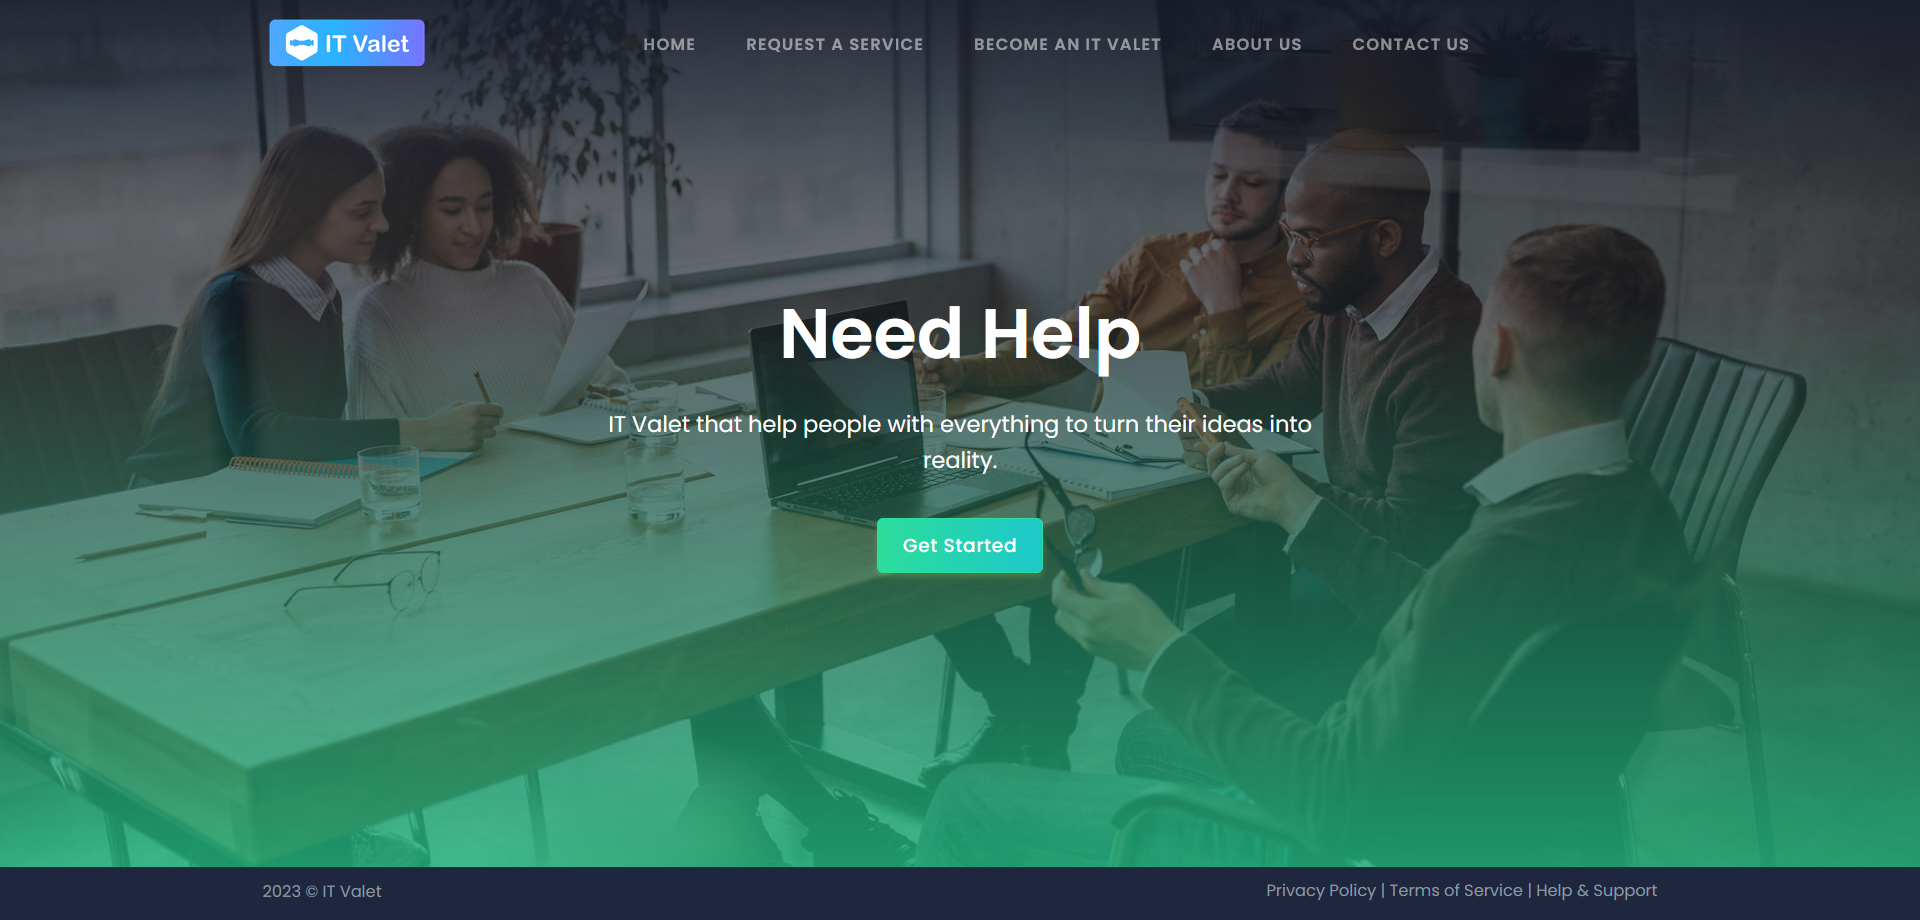 IT Valet
HOME REQUEST A SERVICE BECOME AN IT VALET ABOUT US CONTACT US
Need Help
IT Valet that help people with everything to turn their ideas into
reality.
Get Started
2023 © IT Valet
Privacy Policy | Terms of Service | Help & Support